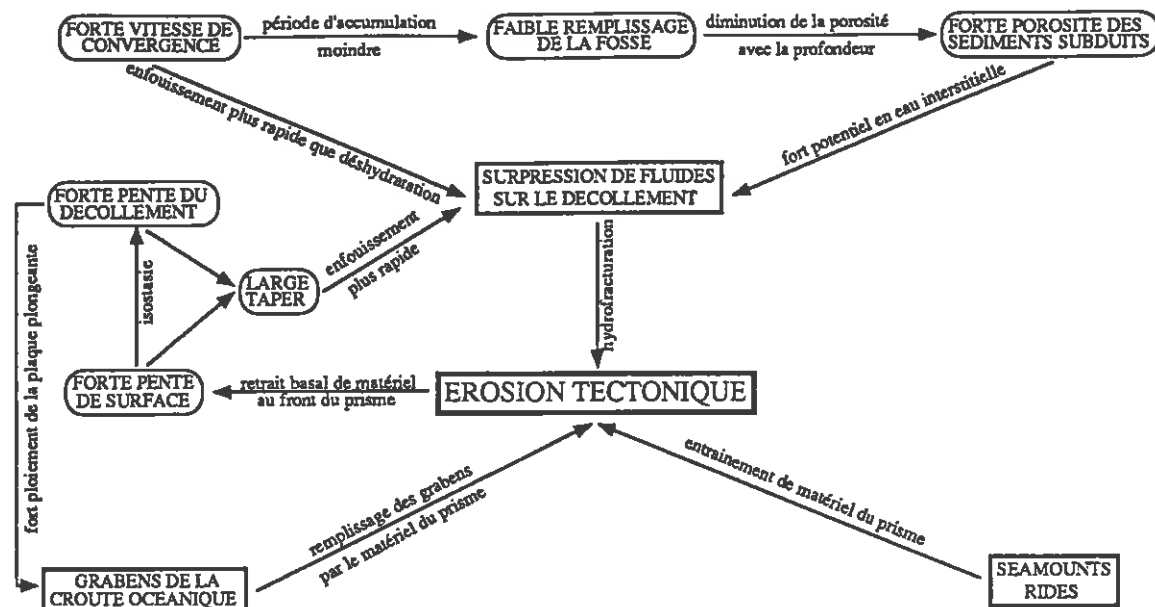 FORTE VITESSE DE
CONVERGENCE
période d'accumulation
moindre
FAIBLE REMPLISSAGE
DE LA FOSSE
diminution de la porosité
avec la profondeur
FORTE POROSITE DES
SEDIMENTS SUBDUITS
enfouissement plus rapide que déshydratation
fort potentiel en eau interstitielle
SURPRESSION DE FLUIDES
SUR LE DECOLLEMENT
FORTE PENTE DU
DECOLLEMENT
enfouissement
plus rapide
LARGE
TAPER
isostasie
hydrofracturation
fort ploiement de la plaque plongeante
FORTE PENTE
DE SURFACE
retrait basal de matériel
au front du prisme
EROSION TECTONIQUE
remplissage des grabens
par le matériel du prisme
entrainement de matériel du prisme
GRABENS DE LA
CROUTE OCEANIQUE
SEAMOUNTS
RIDES